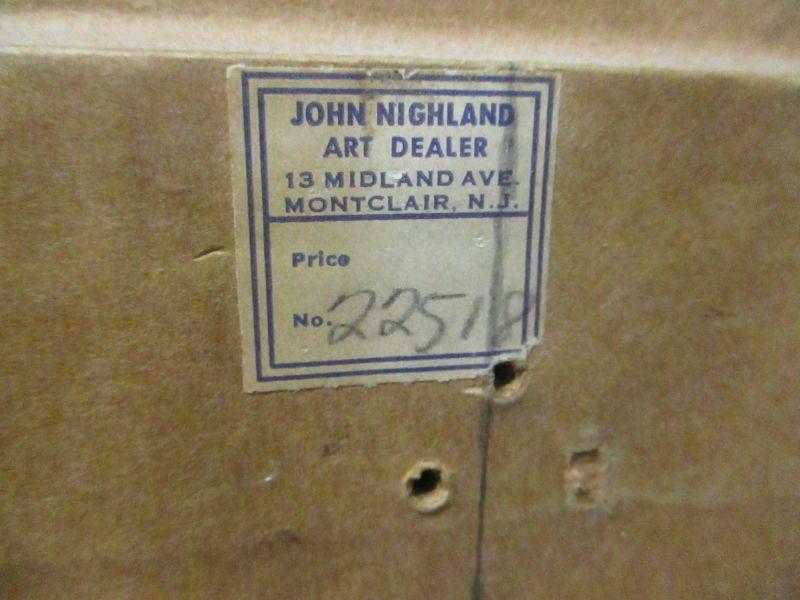 JOHN NIGHLAND
ART DEALER
13 MIDLAND AVE.
MONTCLAIR, N.J.
Price
No. 22518